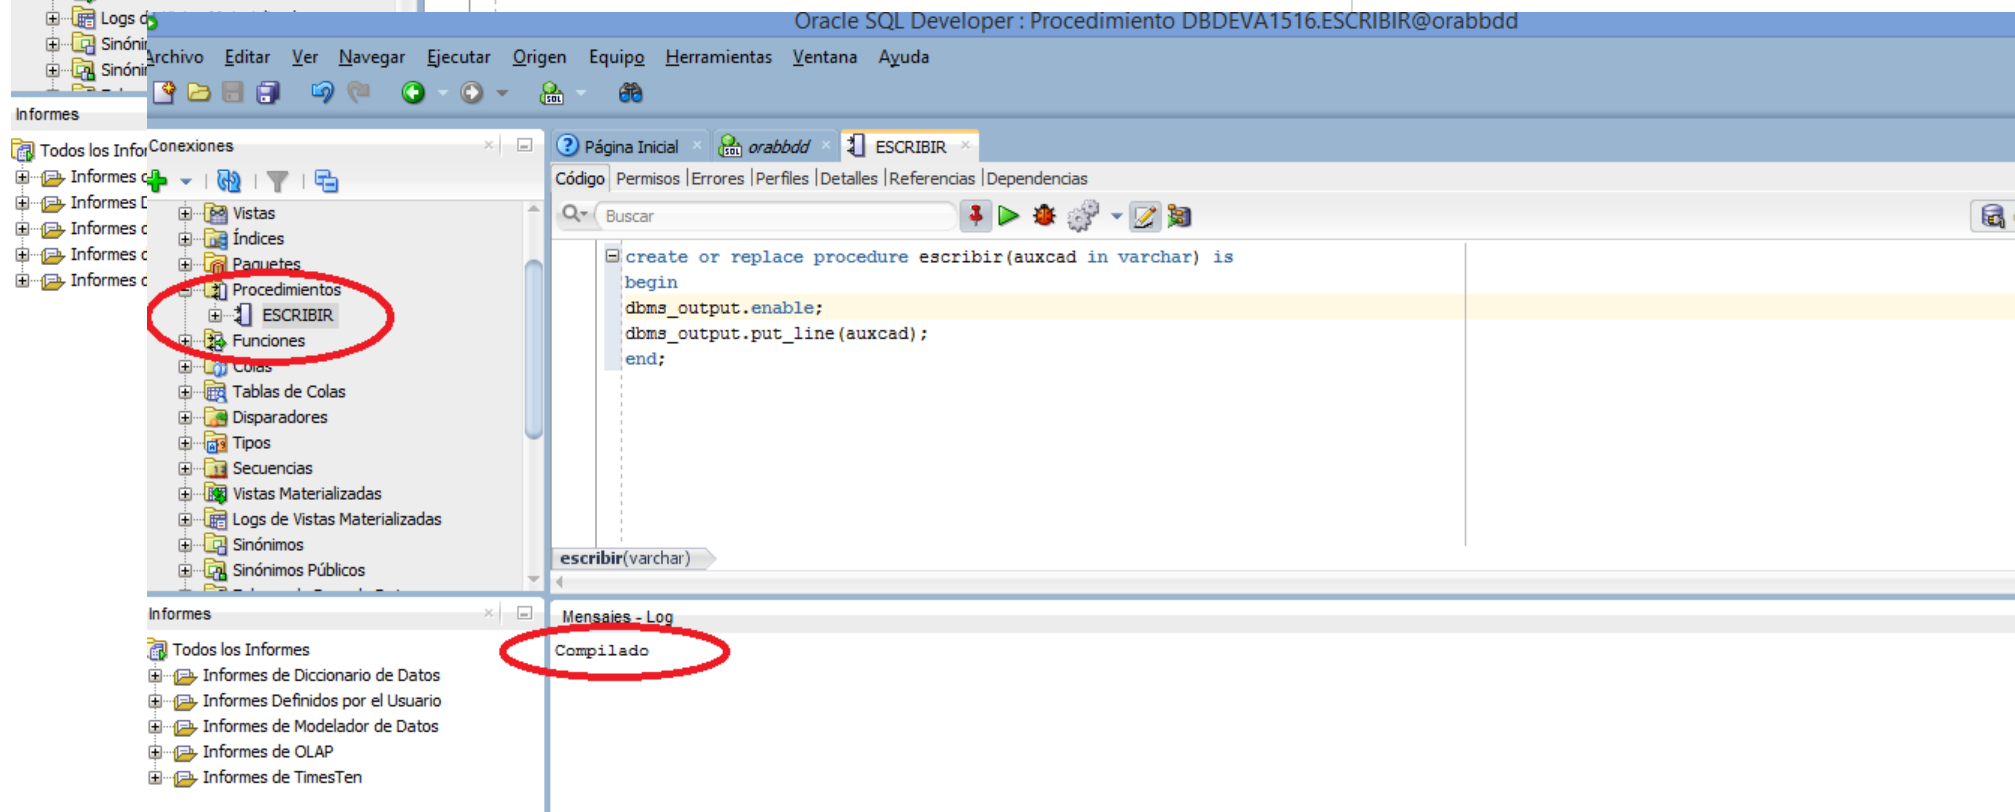 Logs d
Sinóni
Sinóni
Informes
Todos los Infor
Informes d
Informes D
Informes d
Informes d
Informes d
Oracle SQL Developer : Procedimiento DBDEVA1516.ESCRIBIR@orabbdd
Archivo Editar Ver Navegar Ejecutar Origen Equipo Herramientas Ventana Ayuda
Conexiones
Vistas
Índices
Paquetes
Procedimientos
ESCRIBIR
Funciones
Colas
Tablas de Colas
Disparadores
Tipos
Secuencias
Vistas Materializadas
Logs de Vistas Materializadas
Sinónimos
Sinónimos Públicos
Informes
Todos los Informes
Informes de Diccionario de Datos
Informes Definidos por el Usuario
Informes de Modelador de Datos
Informes de OLAP
Informes de TimesTen
Página Inicial orabbdd ESCRIBIR
Código Permisos Errores Perfiles Detalles Referencias Dependencias
Buscar
create or replace procedure escribir(auxcad in varchar) is
begin
dbms_output.enable;
dbms_output.put_line(auxcad);
end;
escribir(varchar)
Mensajes - Log
Compilado